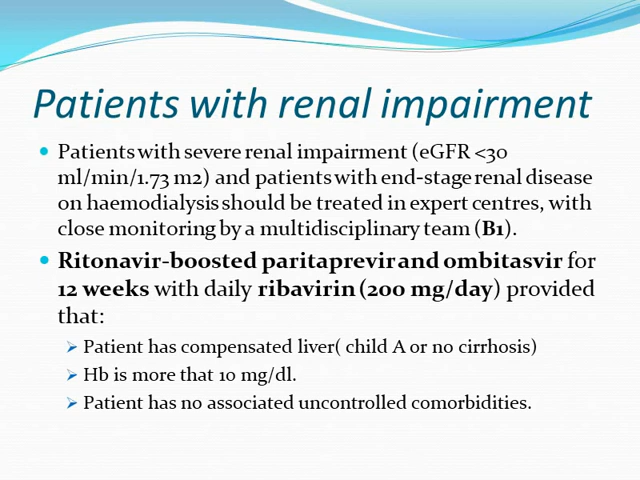 Patients with renal impairment
Patients with severe renal impairment (eGFR <30
ml/min/1.73 m2) and patients with end-stage renal disease
on haemodialysis should be treated in expert centres, with
close monitoring by a multidisciplinary team (B1).
Ritonavir-boosted paritaprevir and ombitasvir for
12 weeks with daily ribavirin (200 mg/day) provided
that:
Patient has compensated liver( child A or no cirrhosis)
Hb is more that 10 mg/dl.
Patient has no associated uncontrolled comorbidities.